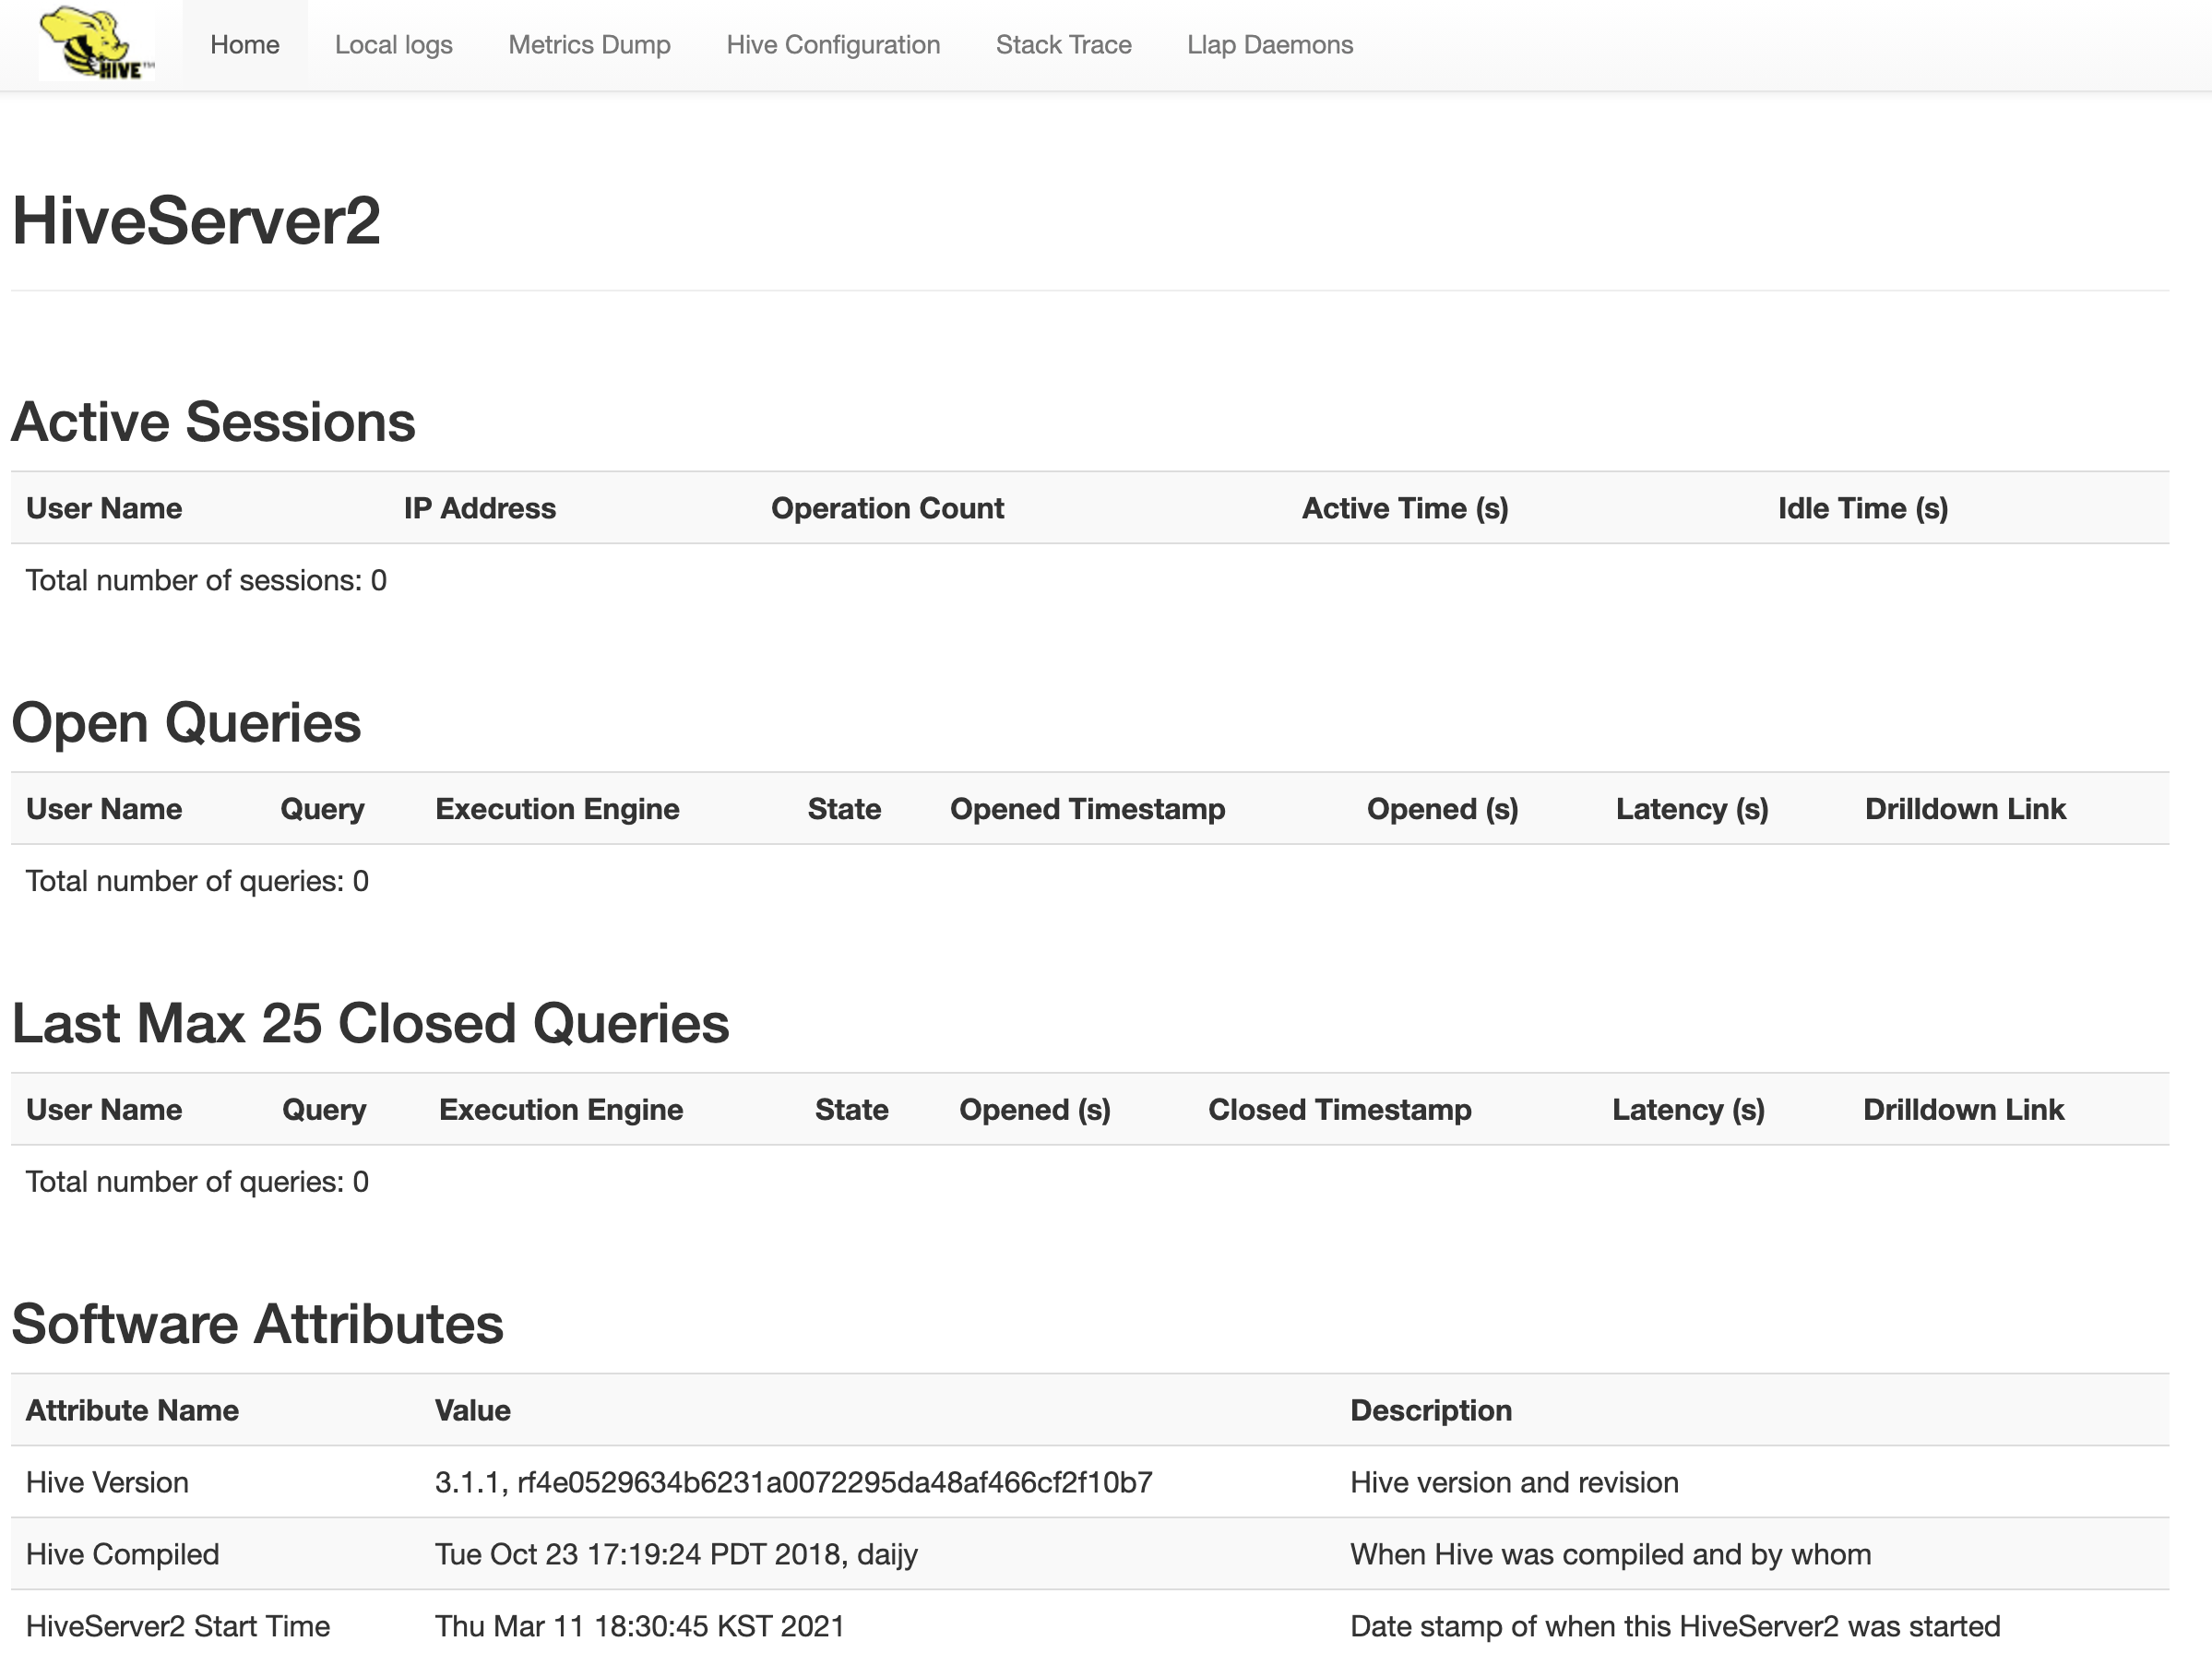 HIVE™
Home Local logs Metrics Dump Hive Configuration Stack Trace Llap Daemons
HiveServer2
Active Sessions
User Name IP Address Operation Count Active Time (s) Idle Time (s)
Total number of sessions: 0
Open Queries
User Name Query Execution Engine State Opened Timestamp Opened (s) Latency (s) Drilldown Link
Total number of queries: 0
Last Max 25 Closed Queries
User Name Query Execution Engine State Opened (s) Closed Timestamp Latency (s) Drilldown Link
Total number of queries: 0
Software Attributes
Attribute Name Value Description
Hive Version 3.1.1, rf4e0529634b6231a0072295da48af466cf2f10b7 Hive version and revision
Hive Compiled Tue Oct 23 17:19:24 PDT 2018, daijy When Hive was compiled and by whom
HiveServer2 Start Time Thu Mar 11 18:30:45 KST 2021 Date stamp of when this HiveServer2 was started